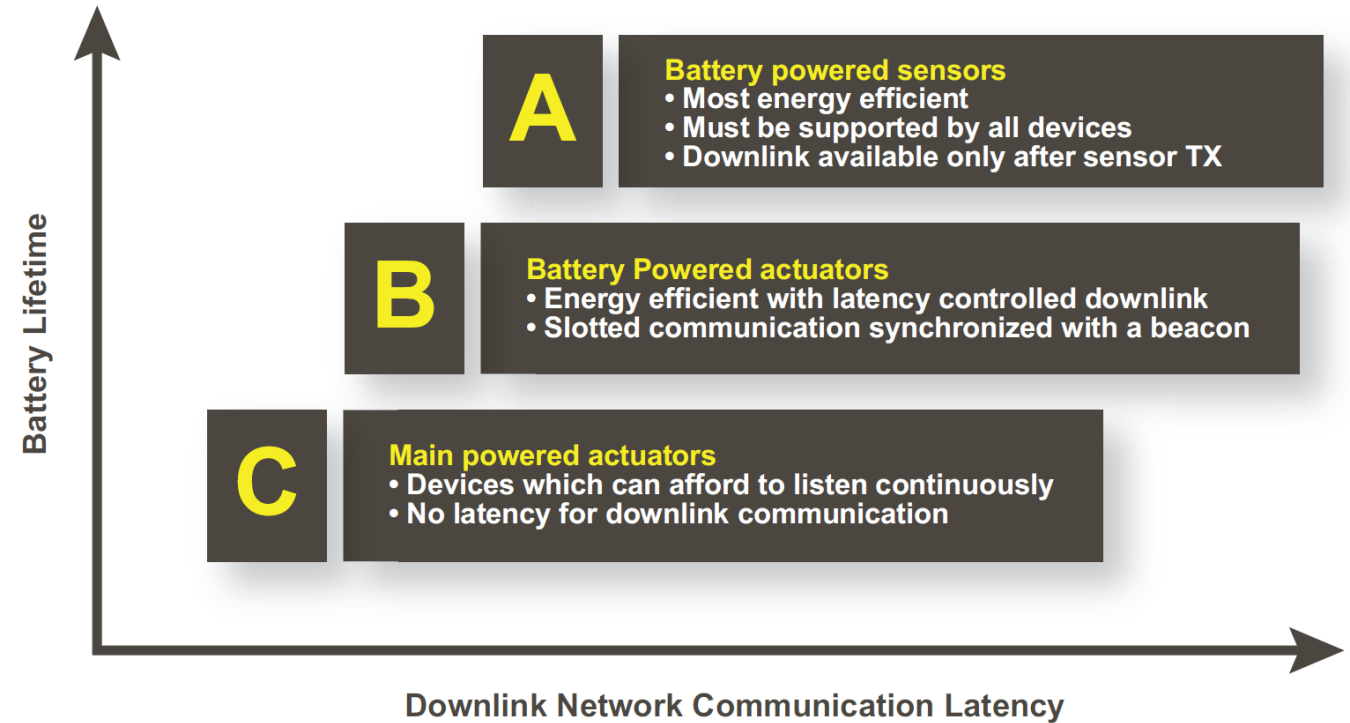 Battery Lifetime
A
Battery powered sensors
• Most energy efficient
• Must be supported by all devices
• Downlink available only after sensor TX
B
Battery Powered actuators
• Energy efficient with latency controlled downlink
• Slotted communication synchronized with a beacon
C
Main powered actuators
• Devices which can afford to listen continuously
• No latency for downlink communication
Downlink Network Communication Latency